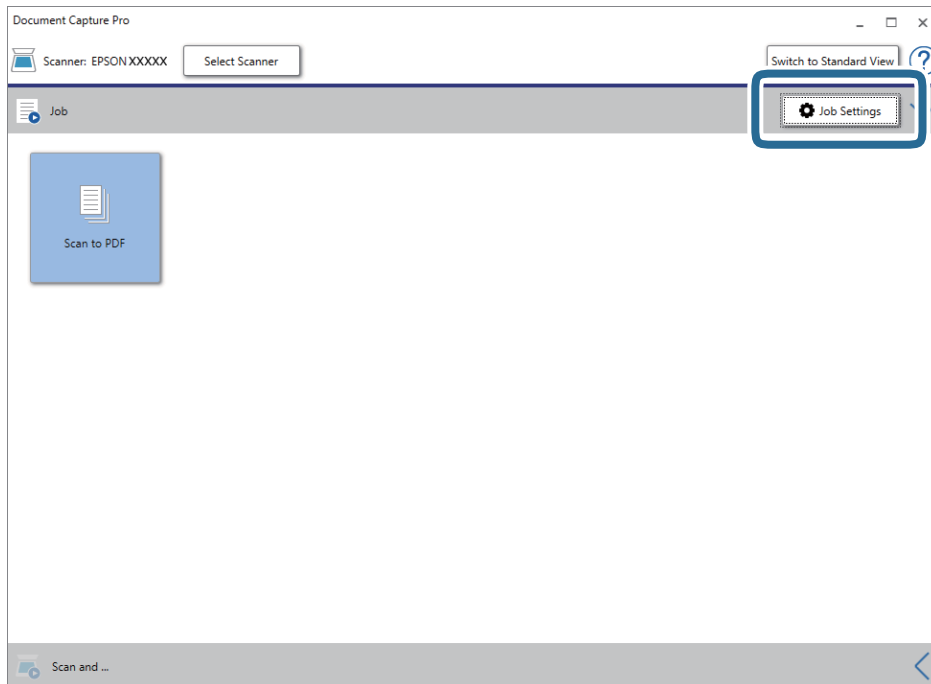 Document Capture Pro
Scanner: EPSON XXXXX
Select Scanner
Switch to Standard View
?
Job
Job Settings
Scan to PDF
Scan and ...